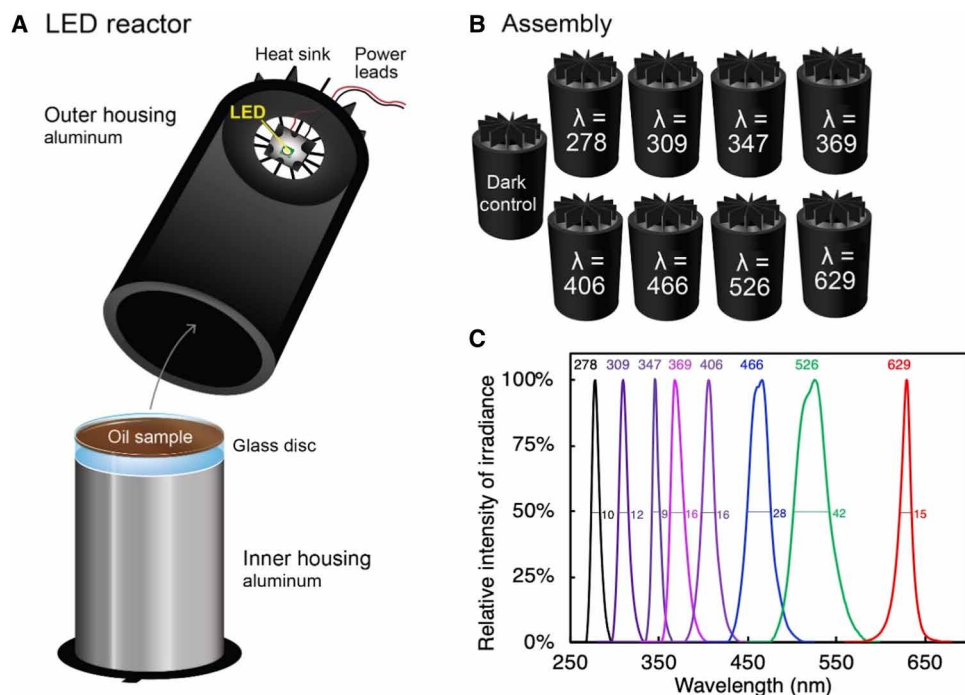 A LED reactor
Heat sink
Power
leads
Outer housing
aluminum
LED
Oil sample
Glass disc
Inner housing
aluminum
B Assembly
Dark
control
λ =
278
λ =
309
λ =
347
λ =
369
λ =
406
λ =
466
λ =
526
λ =
629
C
278 309 347 369 406 466 526 629
100%
75%
50%
25%
0%
10 12 9 16 16 28 42 15
Relative intensity of irradiance
250 350 450 550 650
Wavelength (nm)